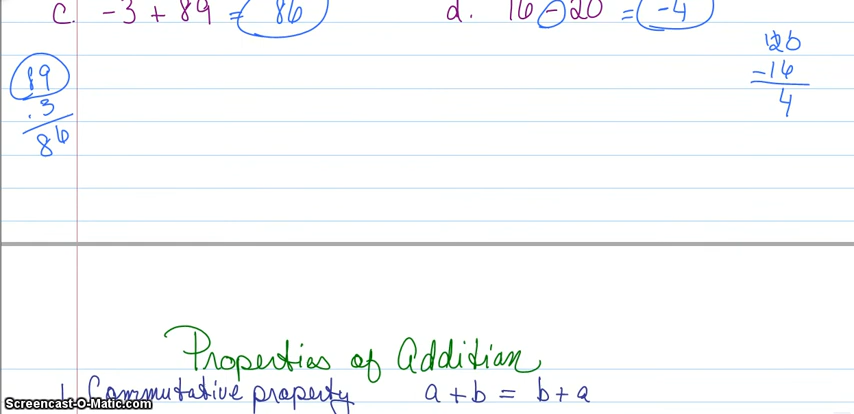 c. -3 + 89 = 86
d. 16 - 20 = -4
89
- 3
86
20
-16
4
Properties of Addition
1. Commutative property a + b = b + a
Screencast-O-Matic.com